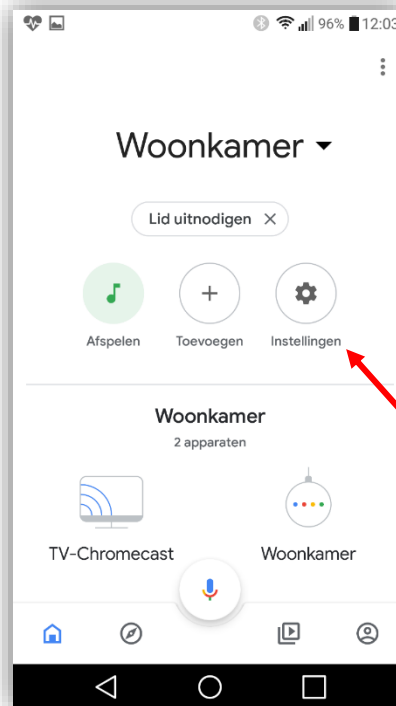 96% 12:03
Woonkamer
Lid uitnodigen
Afspelen Toevoegen Instellingen
Woonkamer
2 apparaten
TV-Chromecast Woonkamer